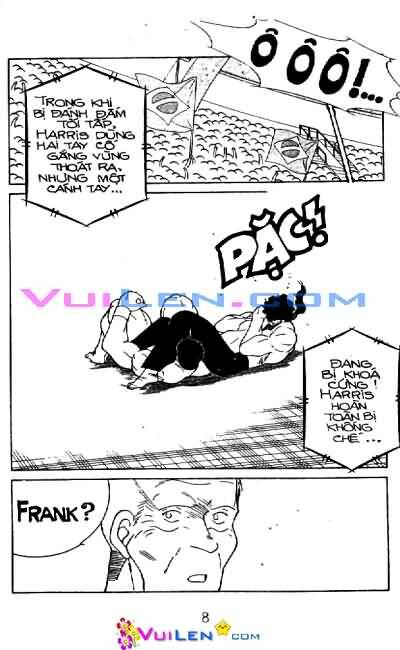 Ô ÔÔ!...
TRONG KHI
BỊ ĐÁNH ĐẤM
TỚI TẤP,
HARRIS DÙNG
HAI TAY CỐ
GẮNG VÙNG
THOÁT RA,
NHƯNG MỘT
CÁNH TAY...
PẶC!
VUILEN.COM
ĐANG
BỊ KHOÁ
CỨNG!
HARRIS
HOÀN
TOÀN BỊ
KHỐNG
CHẾ...
FRANK?
8
VUILEN.COM